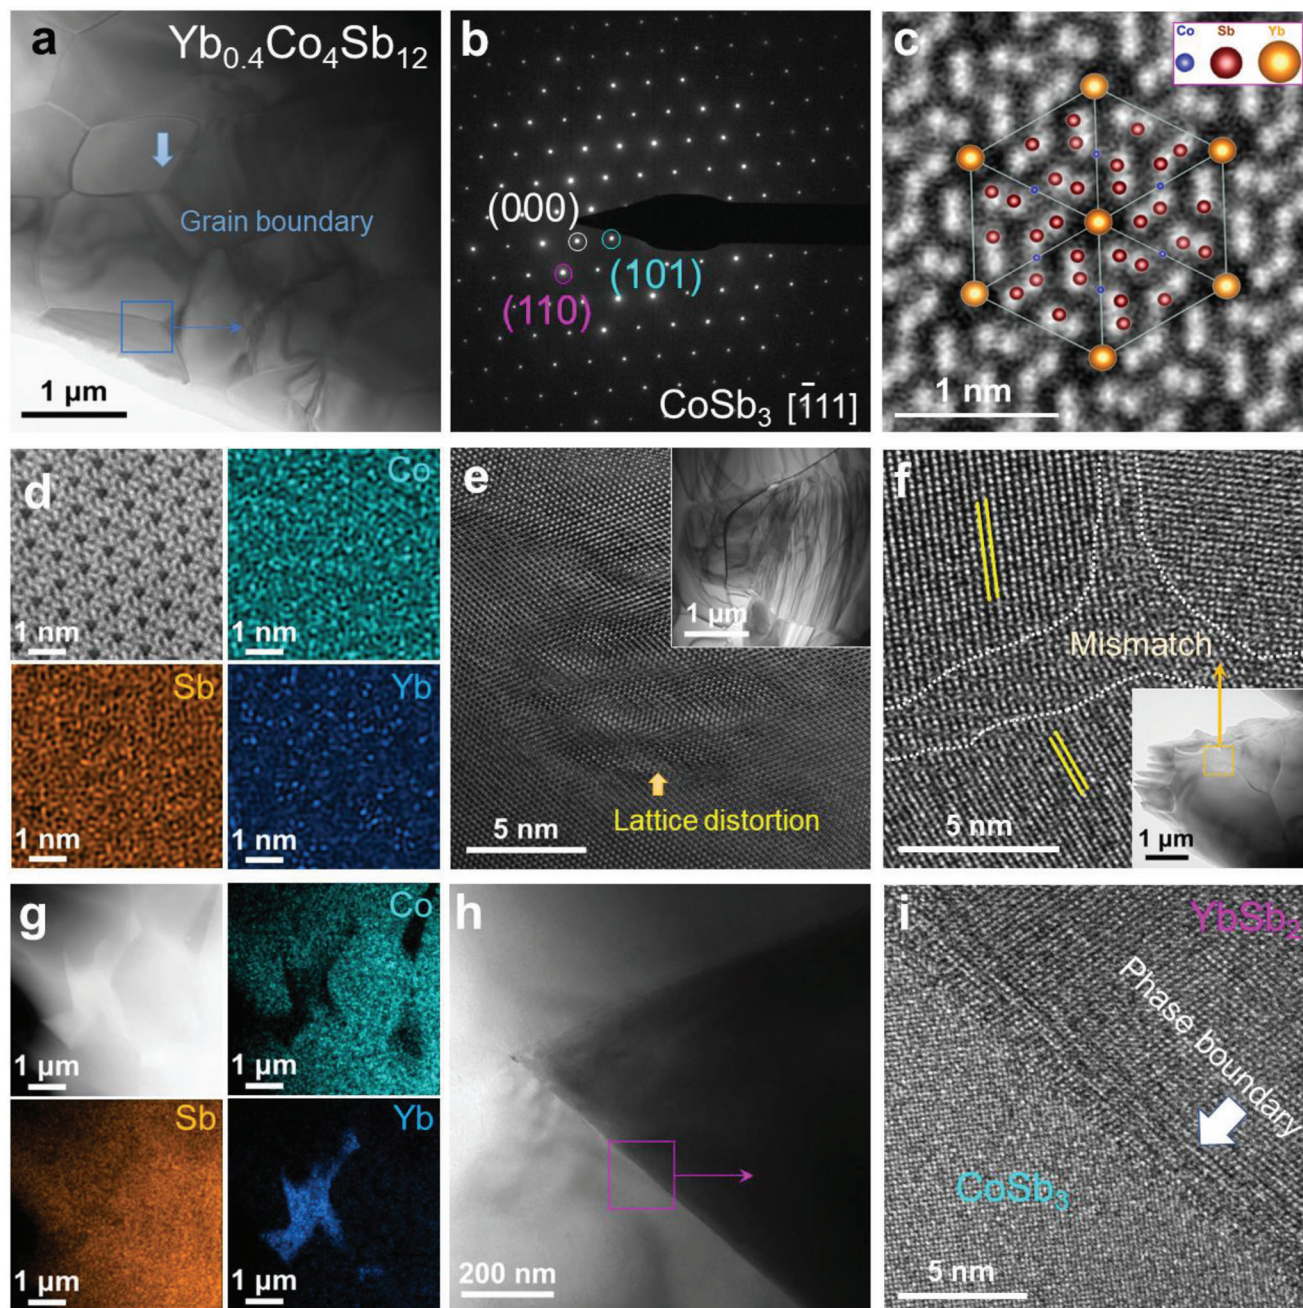 a
Yb₀.₄Co₄Sb₁₂
Grain boundary
1 μm
b
(000)
(101)
(110)
CoSb₃ [1̄11]
c
Co Sb Yb
1 nm
d
1 nm
Co
1 nm
Sb
1 nm
Yb
1 nm
e
1 μm
Lattice distortion
5 nm
f
Mismatch
1 μm
5 nm
g
1 μm
Co
1 μm
Sb
1 μm
Yb
1 μm
h
200 nm
i
YbSb₂
Phase boundary
CoSb₃
5 nm